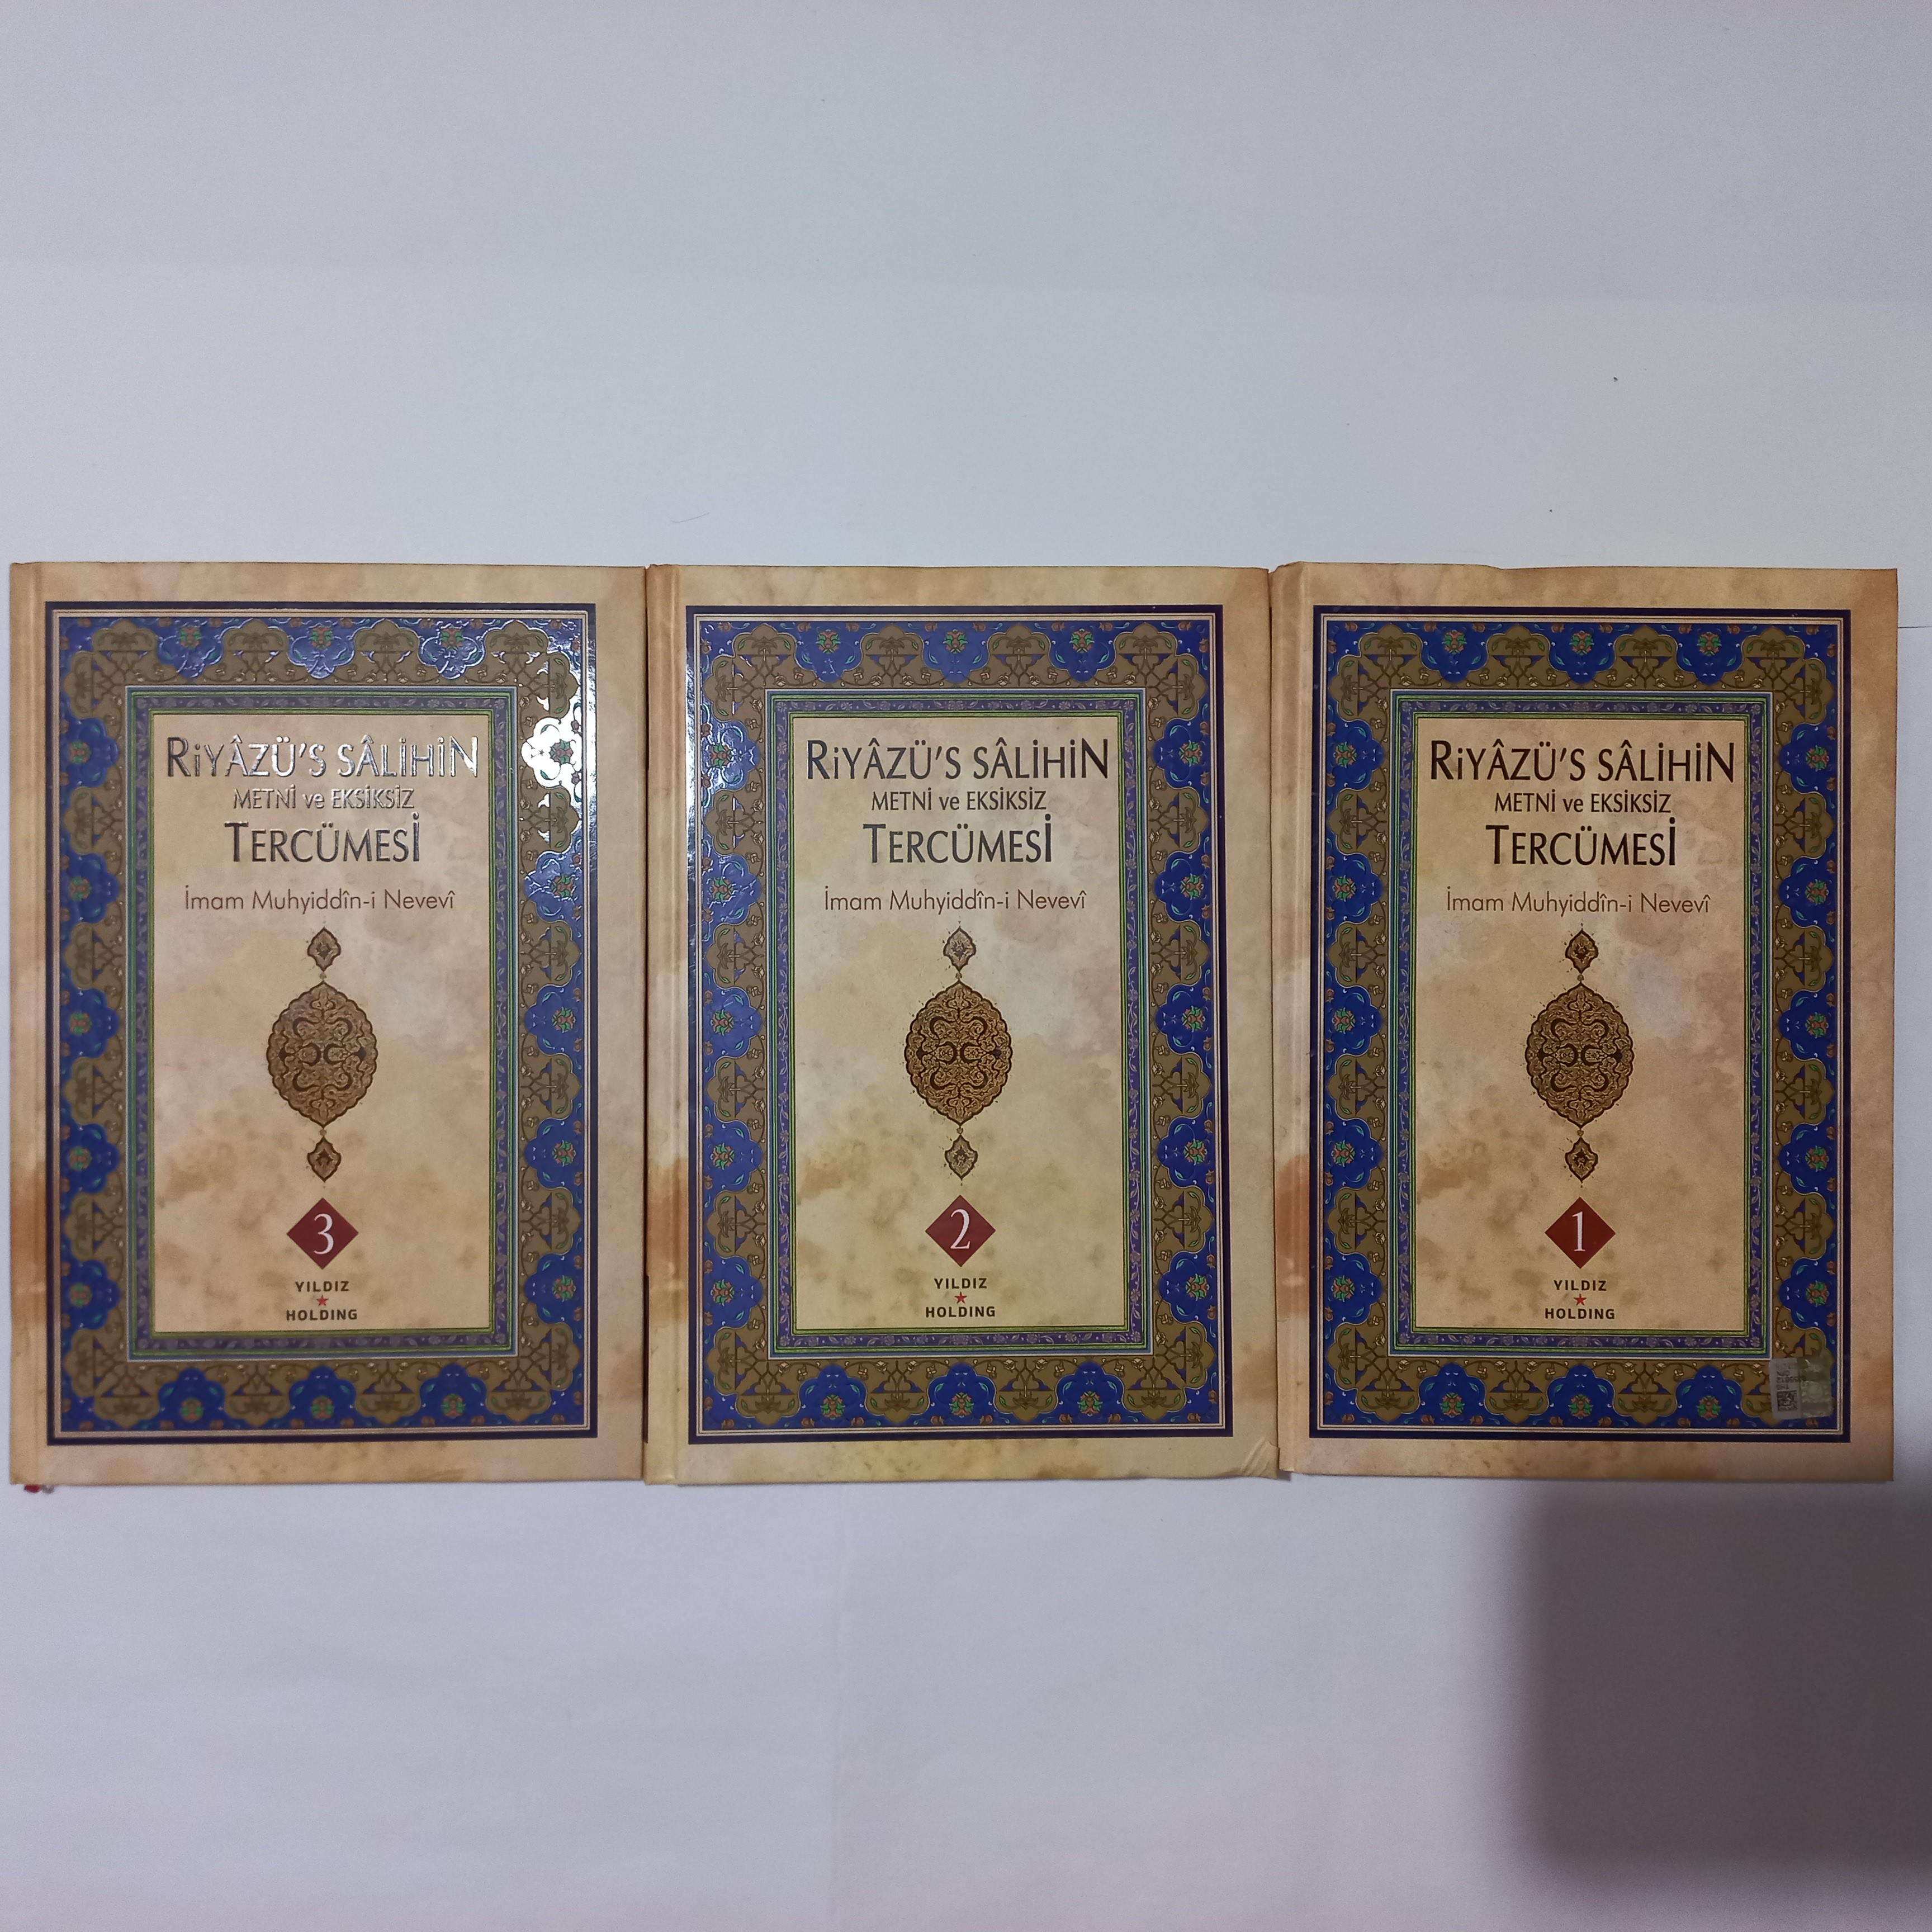 RiYÂZÜ'S SÂLiHiN
METNİ ve EKSİKSİZ
TERCÜMESİ
İmam Muhyiddîn-i Nevevî
3
YILDIZ
HOLDING
RiYÂZÜ'S SÂLiHiN
METNİ ve EKSİKSİZ
TERCÜMESİ
İmam Muhyiddîn-i Nevevî
2
YILDIZ
HOLDING
RiYÂZÜ'S SÂLiHiN
METNİ ve EKSİKSİZ
TERCÜMESİ
İmam Muhyiddîn-i Nevevî
1
YILDIZ
HOLDING